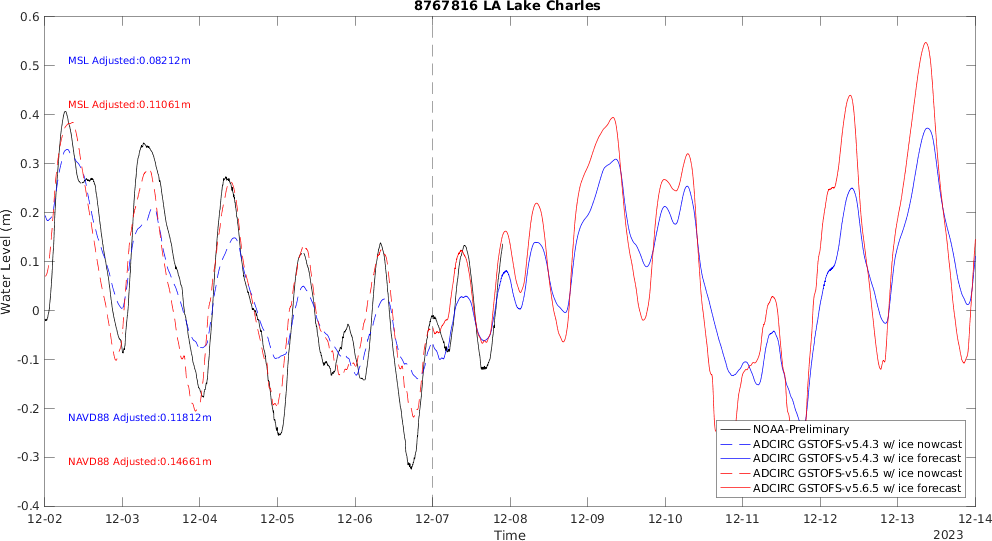 8767816 LA Lake Charles
Water Level (m)
0.6
0.5
0.4
0.3
0.2
0.1
0
-0.1
-0.2
-0.3
-0.4
MSL Adjusted:0.08212m
MSL Adjusted:0.11061m
NAVD88 Adjusted:0.11812m
NAVD88 Adjusted:0.14661m
NOAA-Preliminary
ADCIRC GSTOFS-v5.4.3 w/ ice nowcast
ADCIRC GSTOFS-v5.4.3 w/ ice forecast
ADCIRC GSTOFS-v5.6.5 w/ ice nowcast
ADCIRC GSTOFS-v5.6.5 w/ ice forecast
12-02 12-03 12-04 12-05 12-06 12-07 12-08 12-09 12-10 12-11 12-12 12-13 12-14
Time
2023